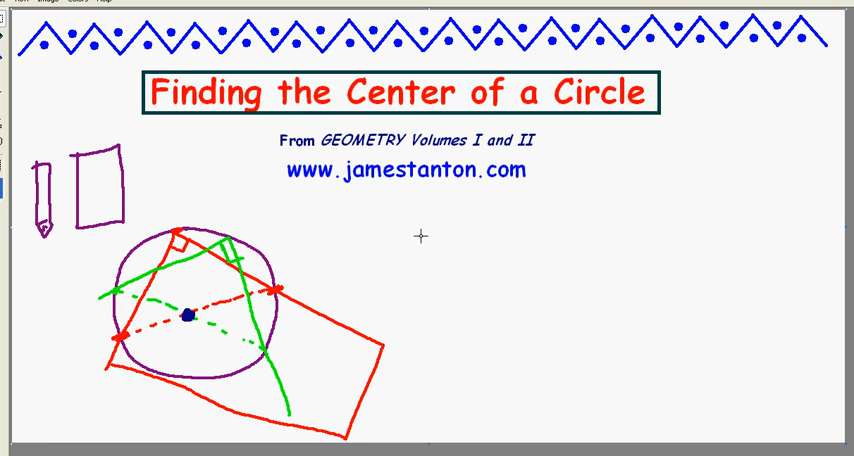 Finding the Center of a Circle
From GEOMETRY Volumes I and II
www.jamestanton.com